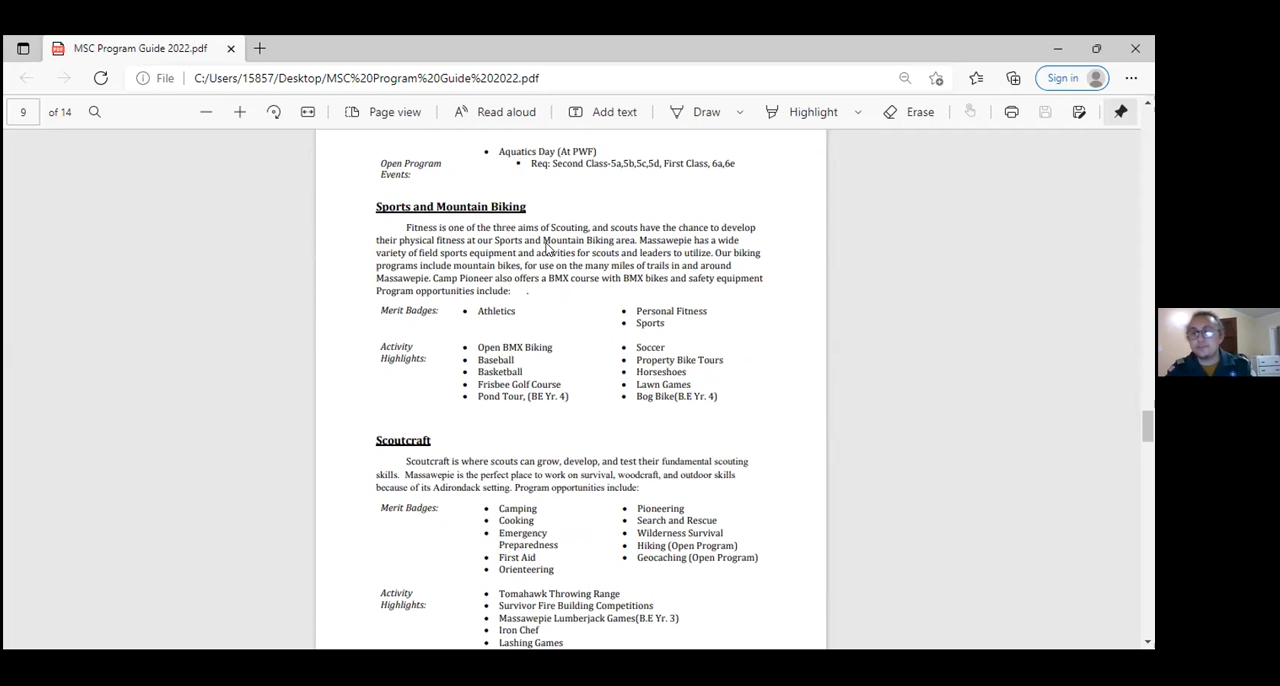 MSC Program Guide 2022.pdf
File C:/Users/15857/Desktop/MSC%20Program%20Guide%202022.pdf Sign in
9 of 14 Page view Read aloud Add text Draw Highlight Erase
Aquatics Day (At PWF)
Open Program Req: Second Class-5a,5b,5c,5d, First Class, 6a,6e
Events:
Sports and Mountain Biking
Fitness is one of the three aims of Scouting, and scouts have the chance to develop
their physical fitness at our Sports and Mountain Biking area. Massawepie has a wide
variety of field sports equipment and activities for scouts and leaders to utilize. Our biking
programs include mountain bikes, for use on the many miles of trails in and around
Massawepie. Camp Pioneer also offers a BMX course with BMX bikes and safety equipment
Program opportunities include: .
Merit Badges: Athletics Personal Fitness
Sports
Activity Open BMX Biking Soccer
Highlights: Baseball Property Bike Tours
Basketball Horseshoes
Frisbee Golf Course Lawn Games
Pond Tour, (BE Yr. 4) Bog Bike(B.E Yr. 4)
Scoutcraft
Scoutcraft is where scouts can grow, develop, and test their fundamental scouting
skills. Massawepie is the perfect place to work on survival, woodcraft, and outdoor skills
because of its Adirondack setting. Program opportunities include:
Merit Badges: Camping Pioneering
Cooking Search and Rescue
Emergency Wilderness Survival
Preparedness Hiking (Open Program)
First Aid Geocaching (Open Program)
Orienteering
Activity Tomahawk Throwing Range
Highlights: Survivor Fire Building Competitions
Massawepie Lumberjack Games(B.E Yr. 3)
Iron Chef
Lashing Games